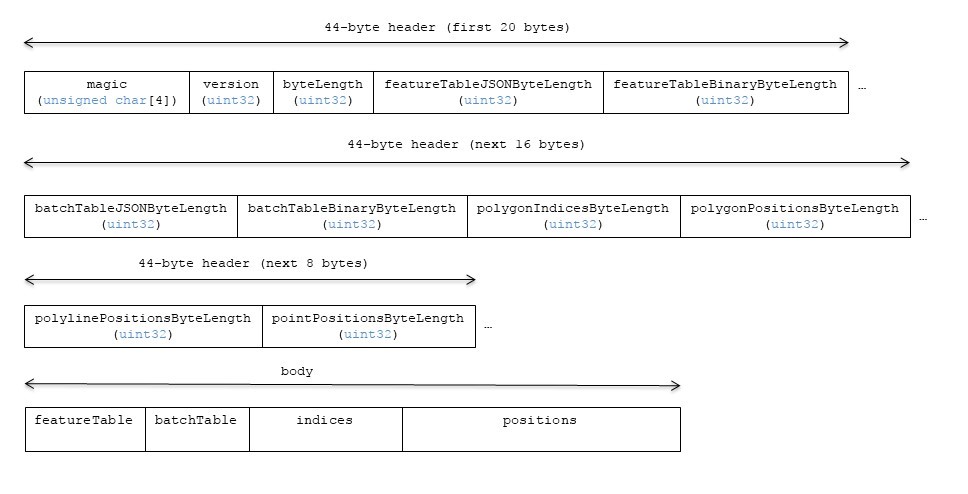 44-byte header (first 20 bytes)
magic version byteLength featureTableJSONByteLength featureTableBinaryByteLength
(unsigned char[4]) (uint32) (uint32) (uint32) (uint32) …
44-byte header (next 16 bytes)
batchTableJSONByteLength batchTableBinaryByteLength polygonIndicesByteLength polygonPositionsByteLength
(uint32) (uint32) (uint32) (uint32) …
44-byte header (next 8 bytes)
polylinePositionsByteLength pointPositionsByteLength
(uint32) (uint32) …
body
featureTable batchTable indices positions